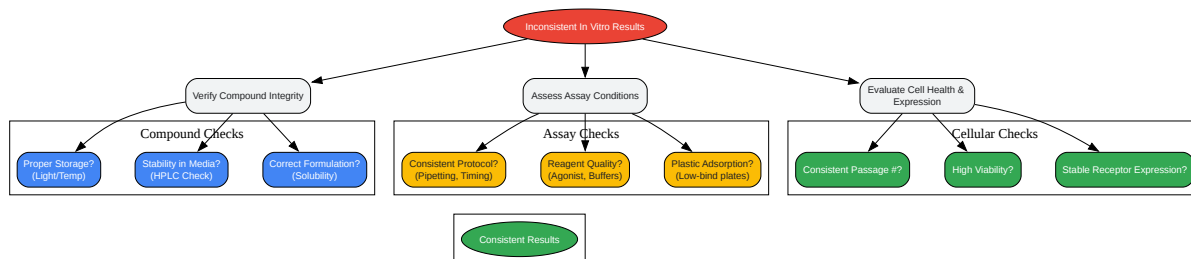 Inconsistent In Vitro Results
Verify Compound Integrity
Assess Assay Conditions
Evaluate Cell Health &
Expression
Compound Checks
Assay Checks
Cellular Checks
Proper Storage?
(Light/Temp)
Stability in Media?
(HPLC Check)
Correct Formulation?
(Solubility)
Consistent Protocol?
(Pipetting, Timing)
Reagent Quality?
(Agonist, Buffers)
Plastic Adsorption?
(Low-bind plates)
Consistent Passage #?
High Viability?
Stable Receptor Expression?
Consistent Results